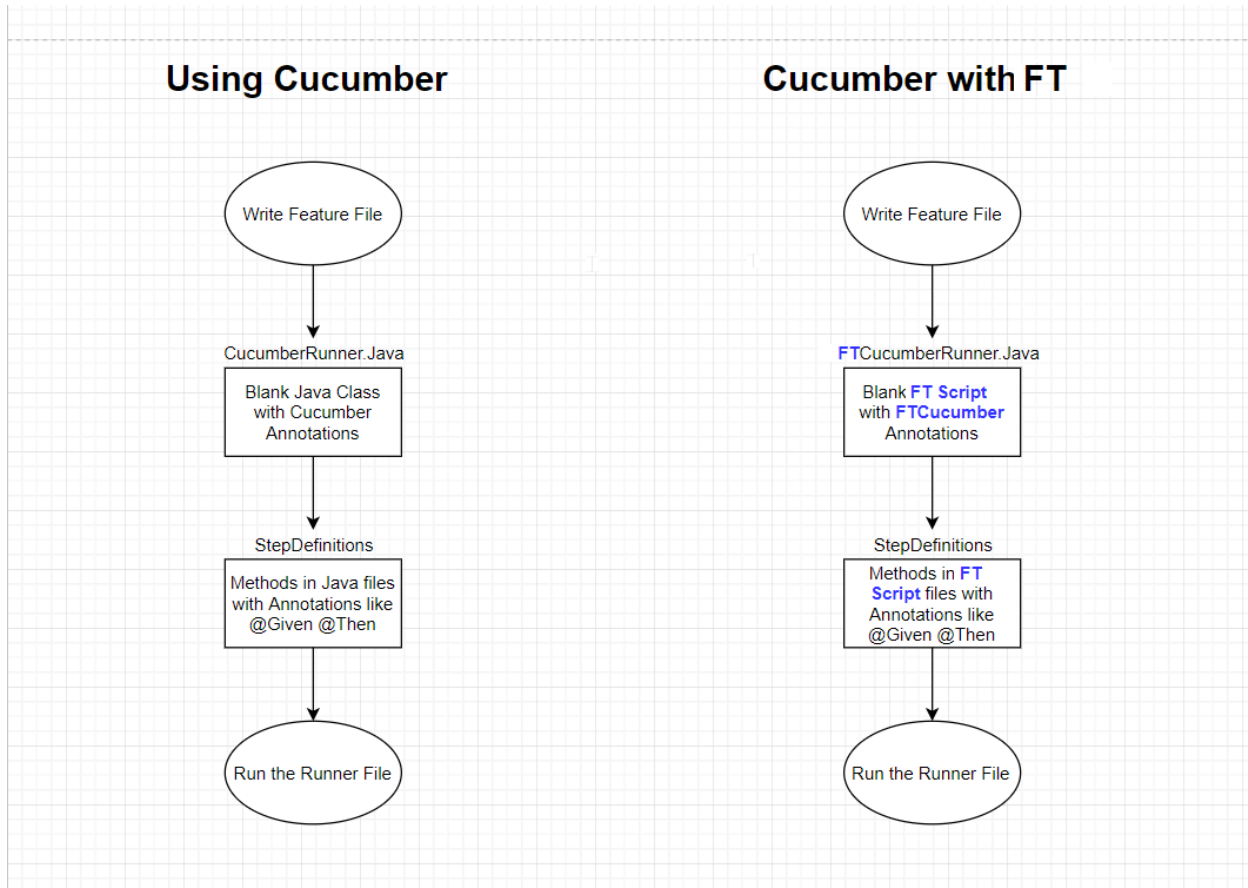 Using Cucumber
Write Feature File
CucumberRunner.Java
Blank Java Class
with Cucumber
Annotations
StepDefinitions
Methods in Java files
with Annotations like
@Given @Then
Run the Runner File
Cucumber with FT
Write Feature File
FTCucumberRunner.Java
Blank FT Script
with FTCucumber
Annotations
StepDefinitions
Methods in FT
Script files with
Annotations like
@Given @Then
Run the Runner File